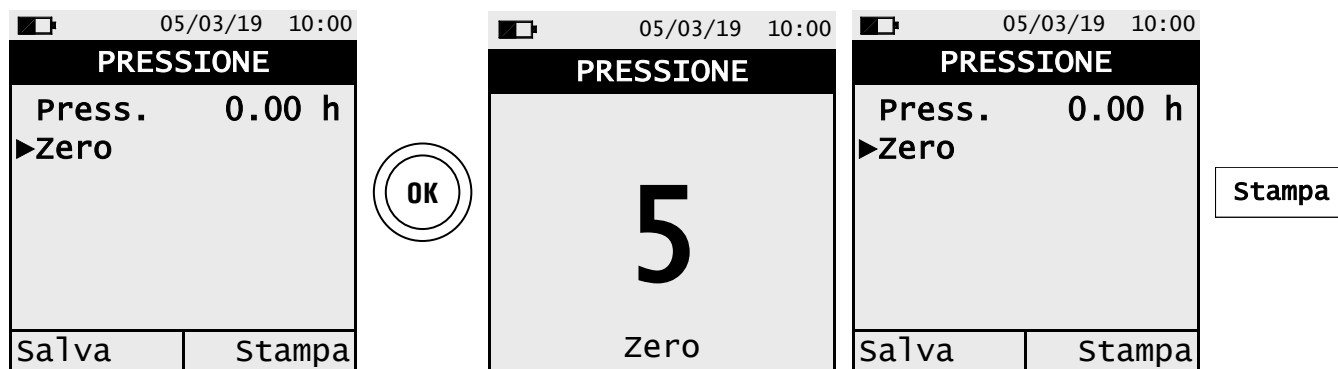 05/03/19 10:00
PRESSIONE
Press. 0.00 h
►Zero
Salva Stampa
OK
05/03/19 10:00
PRESSIONE
5
Zero
05/03/19 10:00
PRESSIONE
Press. 0.00 h
►Zero
Salva Stampa
Stampa